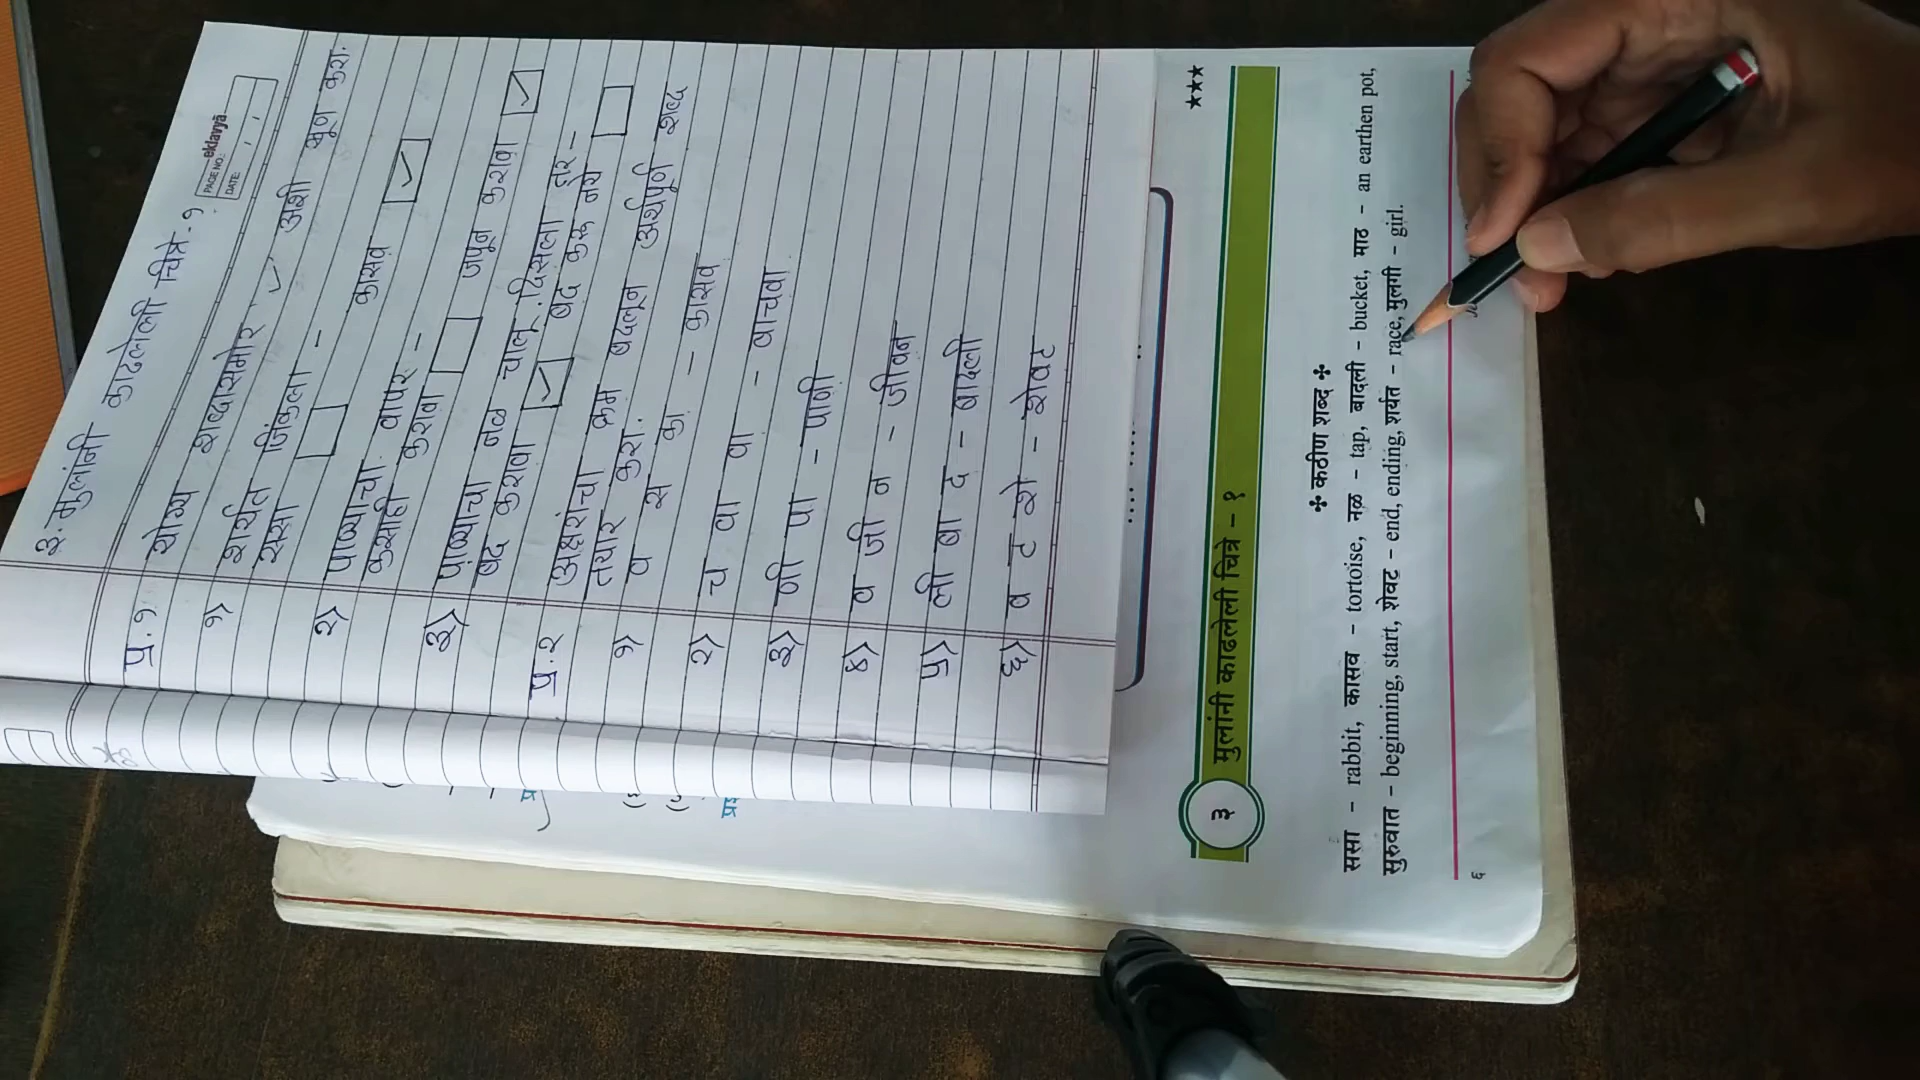 ३. मुलांनी काढलेली चित्रे - १
PAGE NO.: eklavya
DATE: / /
प्र.१ योग्य शब्दासमोर ✓ अशी खून करा.
१) शर्यत जिंकला -
ससा कासव ✓
२) पाण्याचा वापर -
कसाही करावा जपून करावा ✓
३) पाण्याचा नळ चालू दिसला तर -
बंद करावा ✓ बंद करू नये
प्र.२ अक्षरांचा क्रम बदलून अर्थपूर्ण शब्द
तयार करा.
१) व स का - कासव
२) च वा वा - वाचवा
३) णी पा - पाणी
४) व जी न - जीवन
५) ली बा द - बादली
६) व ट शे - शेवट
★★★
३ मुलांनी काढलेली चित्रे - १
✤ कठीण शब्द ✤
ससा - rabbit, कासव - tortoise, नळ - tap, बादली - bucket, माठ - an earthen pot,
सुरुवात - beginning, start, शेवट - end, ending, शर्यत - race, मुलगी - girl.
६